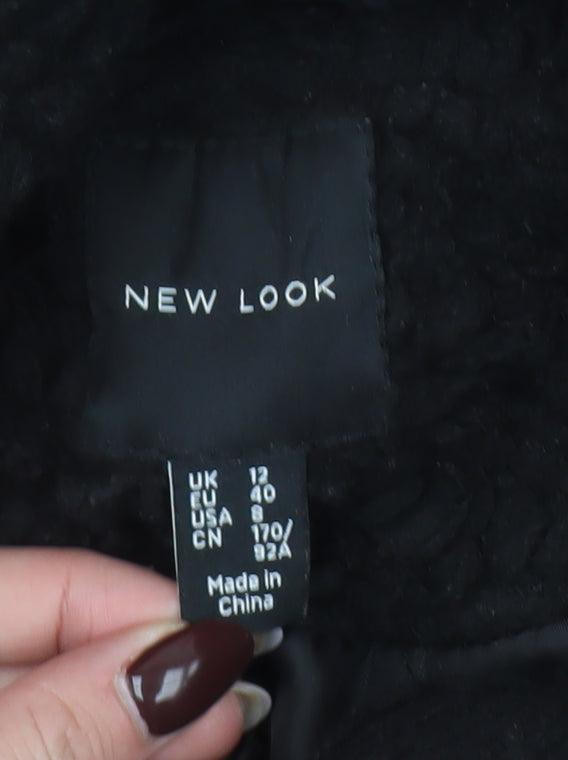 NEW LOOK
UK 12
EU 40
USA 8
CN 170/
92A
Made in
China